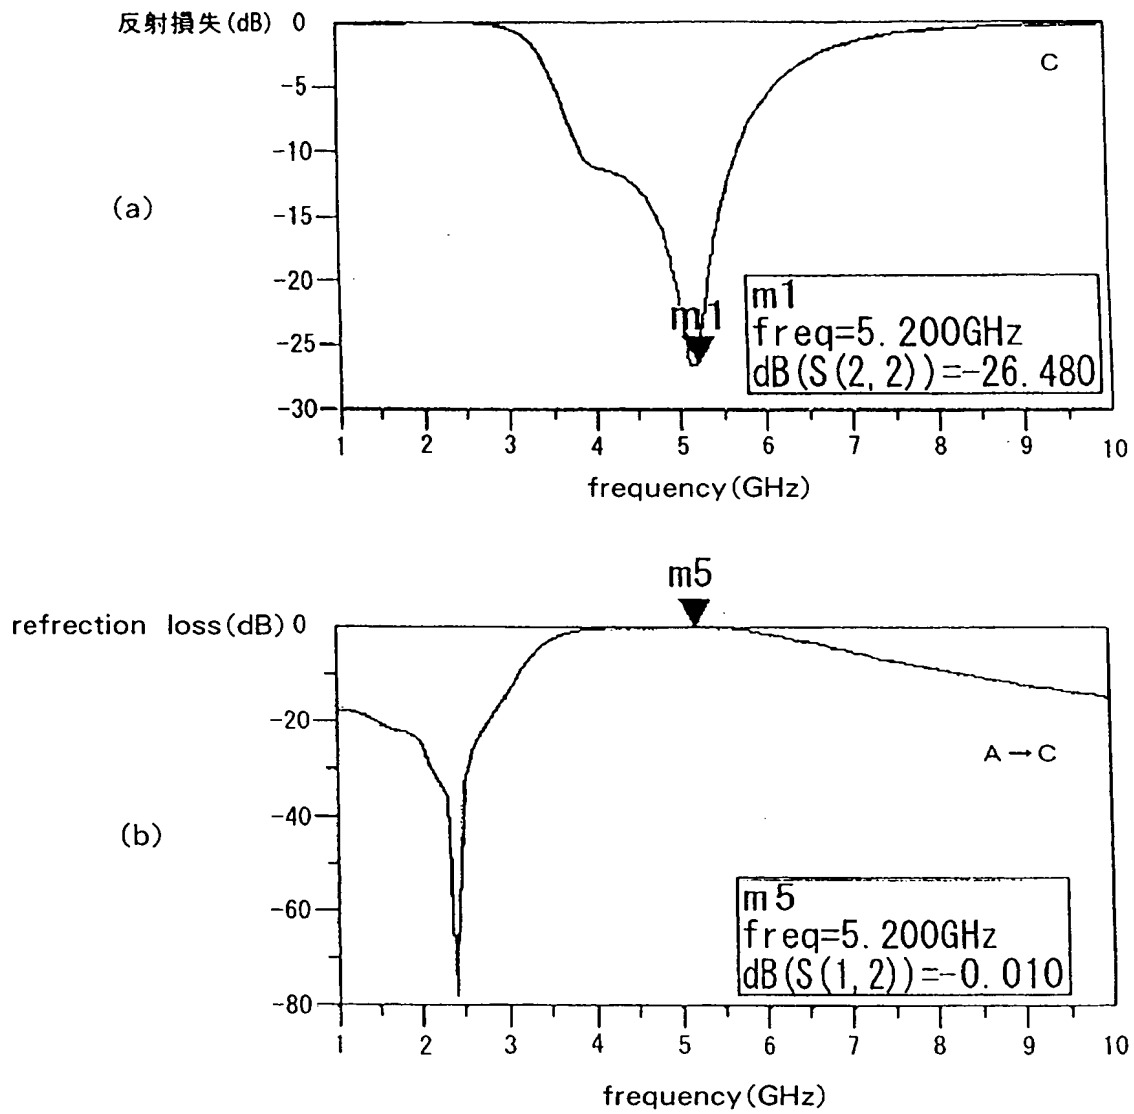 反射損失(dB) 0
C
-5
-10
(a)
-15
-20
m1
-25
-30
m1
freq=5.200GHz
dB(S(2,2))=-26.480
1 2 3 4 5 6 7 8 9 10
frequency(GHz)
m5
refrection loss(dB) 0
-20
A→C
-40
(b)
-60
-80
m5
freq=5.200GHz
dB(S(1,2))=-0.010
1 2 3 4 5 6 7 8 9 10
frequency(GHz)